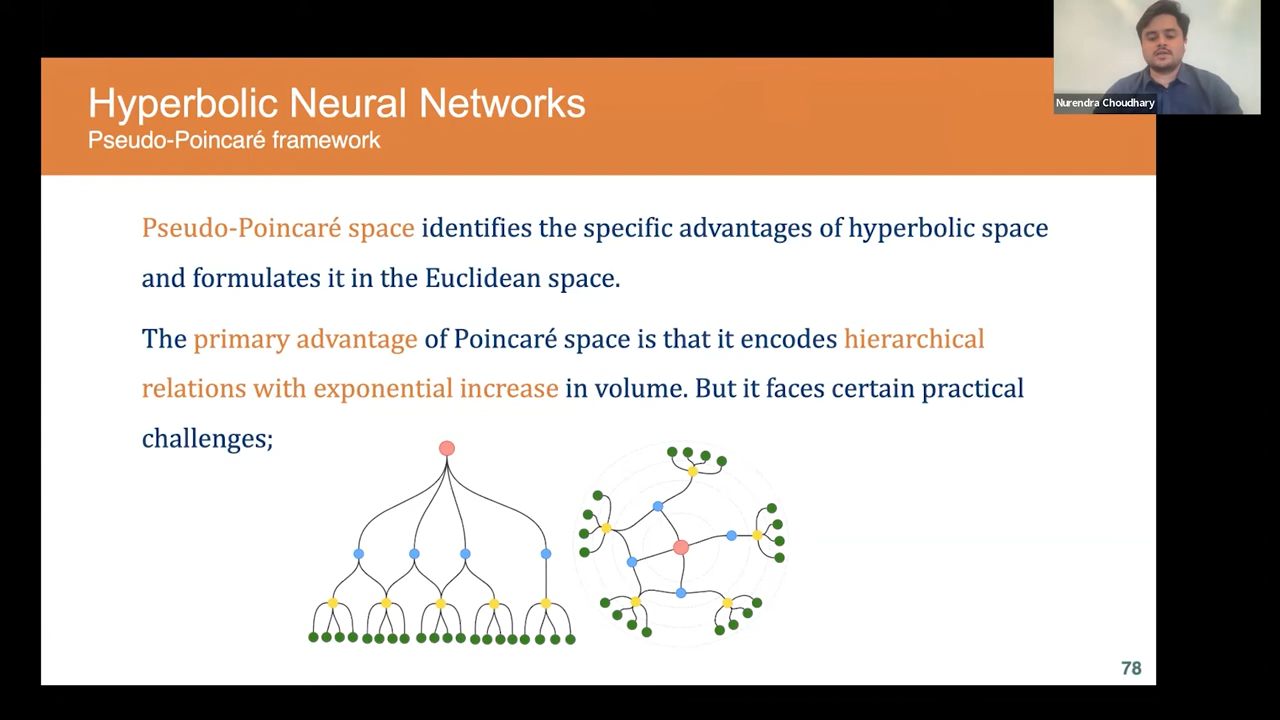 Nurendra Choudhary
Hyperbolic Neural Networks
Pseudo-Poincaré framework
Pseudo-Poincaré space identifies the specific advantages of hyperbolic space
and formulates it in the Euclidean space.
The primary advantage of Poincaré space is that it encodes hierarchical
relations with exponential increase in volume. But it faces certain practical
challenges;
78